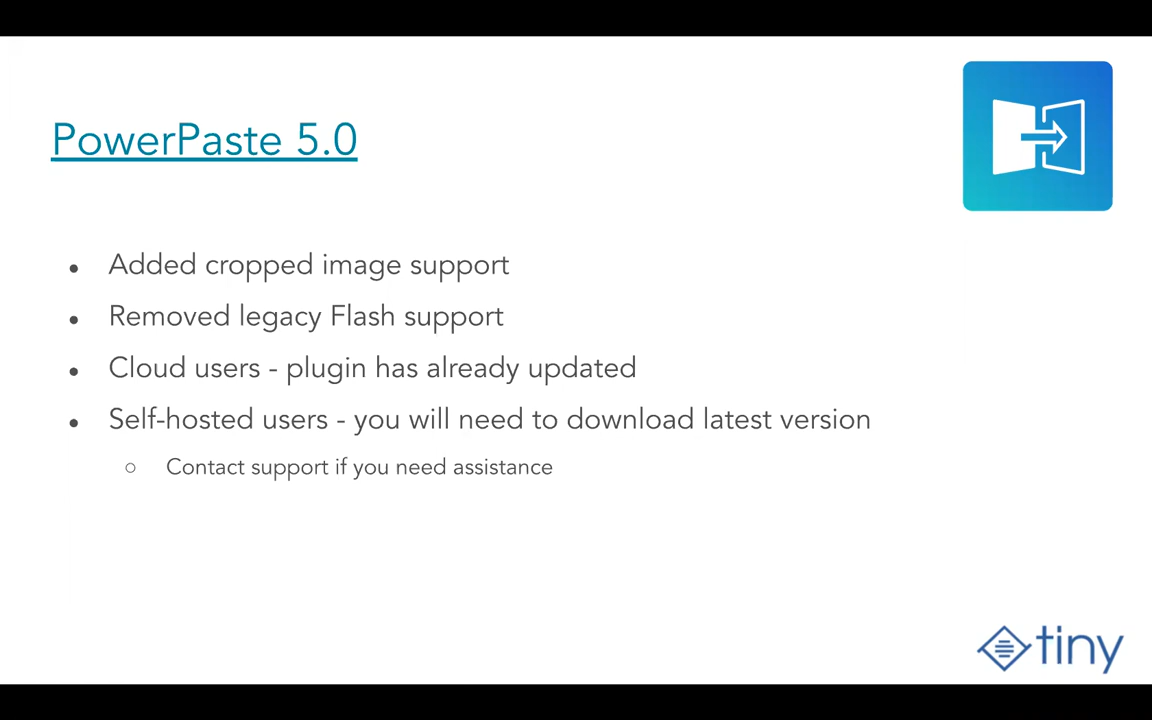 PowerPaste 5.0
● Added cropped image support
● Removed legacy Flash support
● Cloud users - plugin has already updated
● Self-hosted users - you will need to download latest version
○ Contact support if you need assistance
tiny